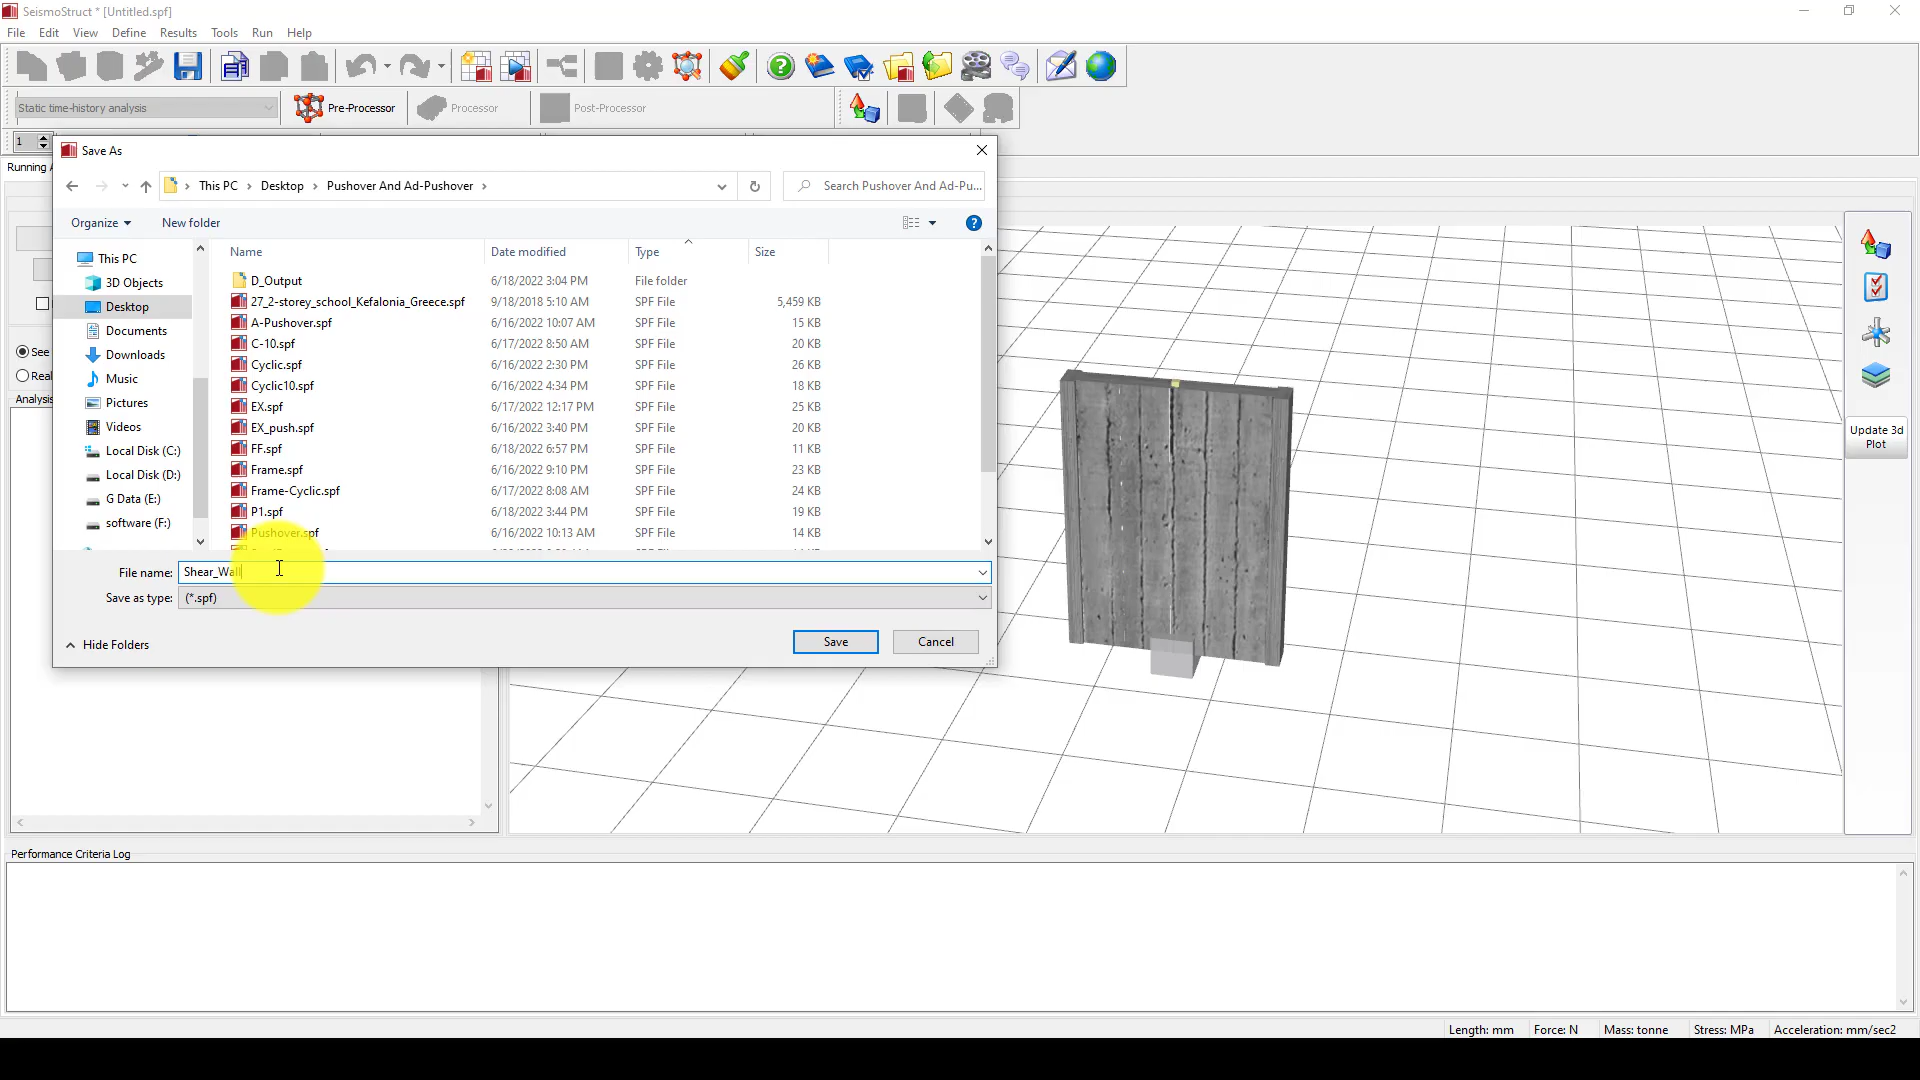 SeismoStruct * [Untitled.spf]
File Edit View Define Results Tools Run Help
Static time-history analysis
Pre-Processor
Processor
Post-Processor
1
Running
Save As
This PC > Desktop > Pushover And Ad-Pushover >
Search Pushover And Ad-Pu...
Organize
New folder
Name Date modified Type Size
This PC
3D Objects
Desktop
Documents
Downloads
Music
Pictures
Videos
Local Disk (C:)
Local Disk (D:)
G Data (E:)
software (F:)
D_Output 6/18/2022 3:04 PM File folder
27_2-storey_school_Kefalonia_Greece.spf 9/18/2018 5:10 AM SPF File 5,459 KB
A-Pushover.spf 6/16/2022 10:07 AM SPF File 15 KB
C-10.spf 6/17/2022 8:50 AM SPF File 20 KB
Cyclic.spf 6/16/2022 2:30 PM SPF File 26 KB
Cyclic10.spf 6/16/2022 4:34 PM SPF File 18 KB
EX.spf 6/17/2022 12:17 PM SPF File 25 KB
EX_push.spf 6/16/2022 3:40 PM SPF File 20 KB
FF.spf 6/18/2022 6:57 PM SPF File 11 KB
Frame.spf 6/16/2022 9:10 PM SPF File 23 KB
Frame-Cyclic.spf 6/17/2022 8:08 AM SPF File 24 KB
P1.spf 6/18/2022 3:44 PM SPF File 19 KB
Pushover.spf 6/16/2022 10:13 AM SPF File 14 KB
File name: Shear_Wall
Save as type: (*.spf)
Hide Folders
Save
Cancel
See
Real
Analysis
Update 3d
Plot
Performance Criteria Log
Length: mm Force: N Mass: tonne Stress: MPa Acceleration: mm/sec2